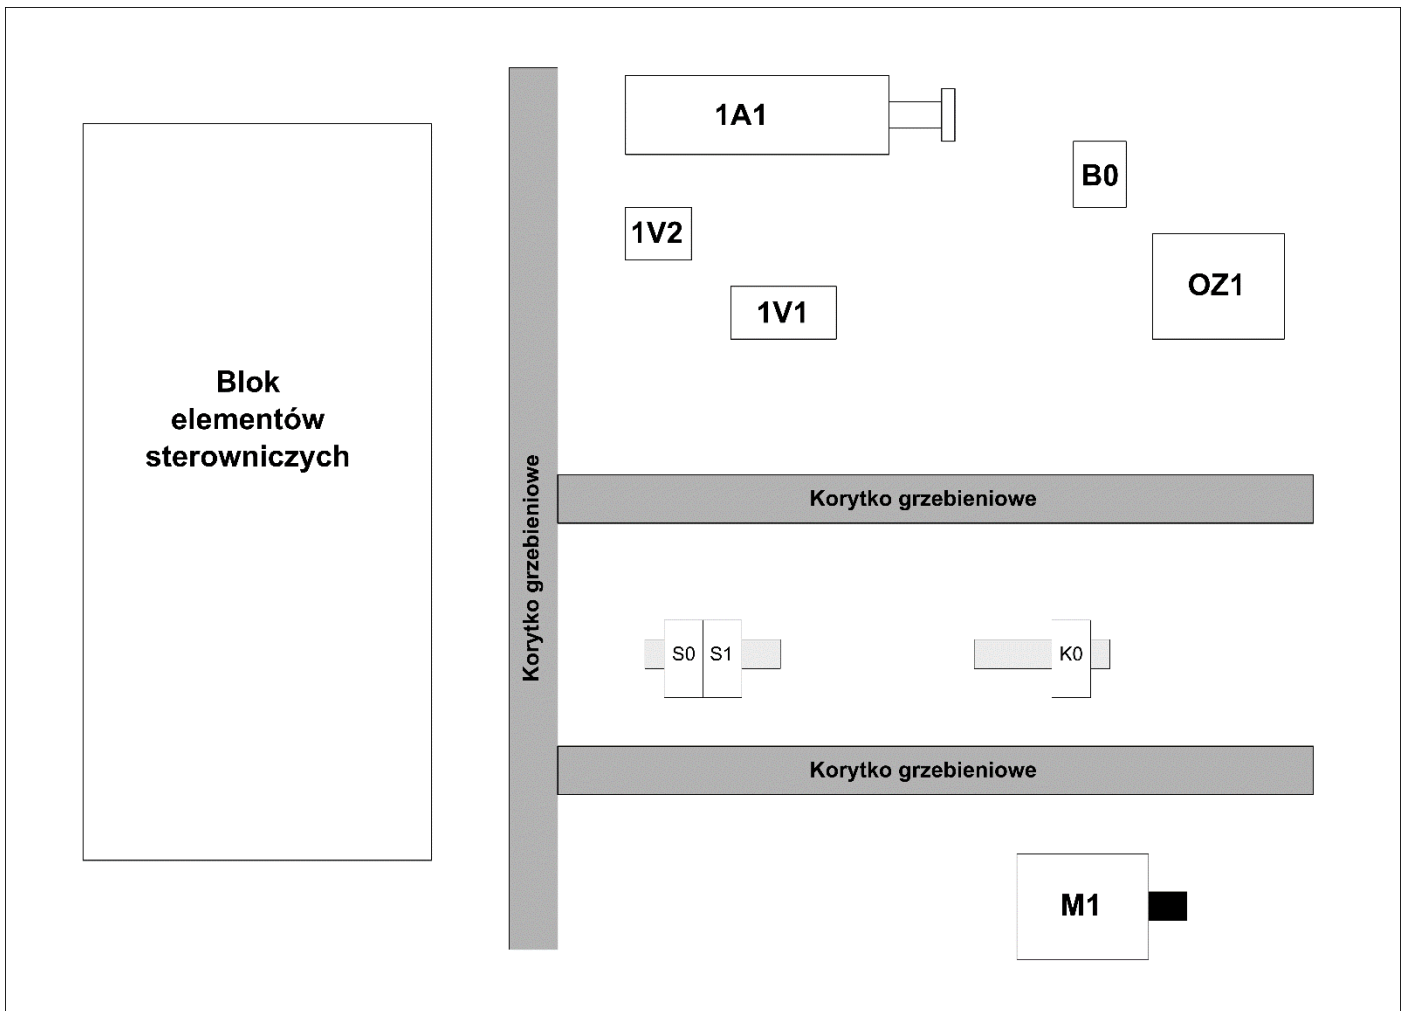 1A1
B0
1V2
OZ1
1V1
Blok
elementów
sterowniczych
Korytko grzebieniowe
Korytko grzebieniowe
S0
S1
K0
Korytko grzebieniowe
M1